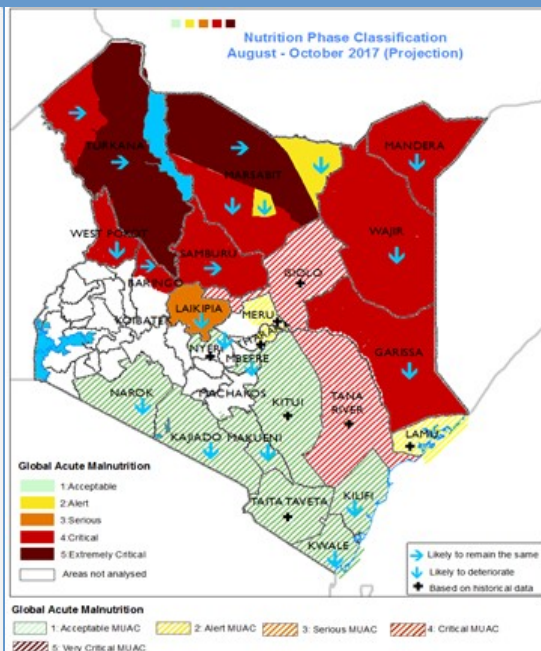 Nutrition Phase Classification
August - October 2017 (Projection)
MANDERA
TURKANA
MARSABIT
WEST POKOT
WAJIR
SAMBURU
ISIOLO
BARINGO
LAIKIPIA
MERU
KOIBATEK
NYERI
MBEERE
GARISSA
NAROK
MACHAKOS
KITUI
TANA
RIVER
LAMU
KAJIADO
MAKUENI
KILIFI
TAITA TAVETA
KWALE
Global Acute Malnutrition
1:Acceptable
2:Alert
3:Serious
4:Critical
5:Extremely Critical
Areas not analysed
Likely to remain the same
Likely to deteriorate
Based on historical data
Global Acute Malnutrition
1: Acceptable MUAC
2: Alert MUAC
3: Serious MUAC
4: Critical MUAC
5: Very Critical MUAC